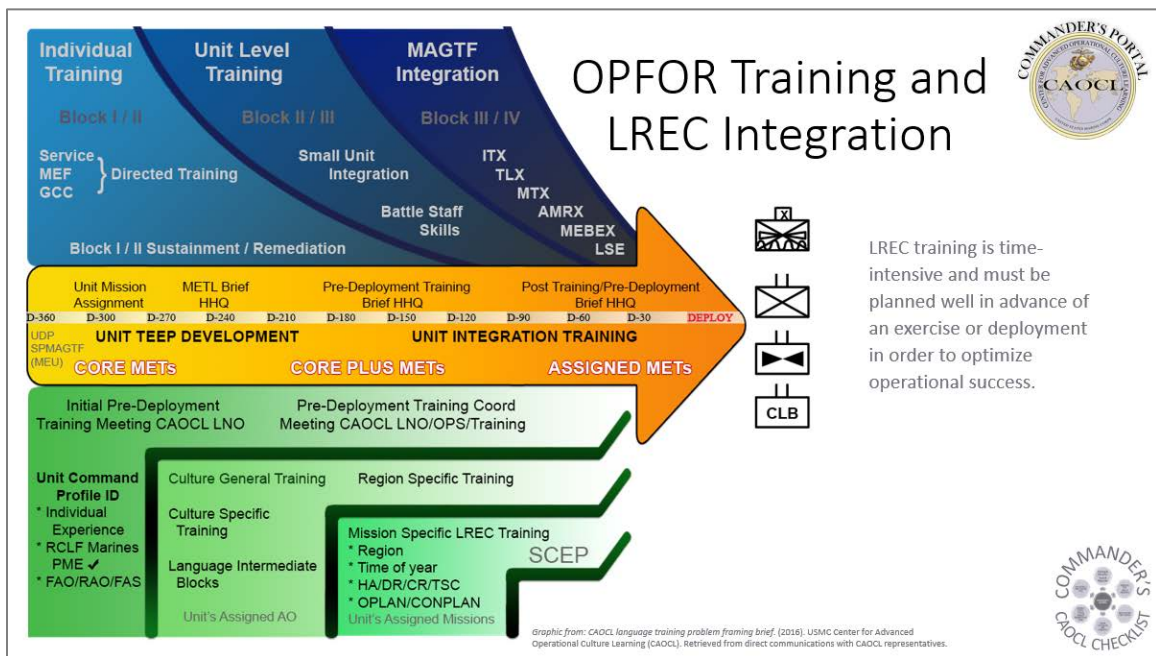 OPFOR Training and
LREC Integration
COMMANDER'S PORTAL
CENTER FOR ADVANCED OPERATIONAL CULTURE LEARNING
CAOCL
UNITED STATES MARINE CORPS
Individual
Training
Block I / II
Unit Level
Training
Block II / III
MAGTF
Integration
Block III / IV
Service
MEF
GCC
Directed Training
Small Unit
Integration
Battle Staff
Skills
ITX
TLX
MTX
AMRX
MEBEX
LSE
Block I / II Sustainment / Remediation
Unit Mission
Assignment
METL Brief
HHQ
Pre-Deployment Training
Brief HHQ
Post Training/Pre-Deployment
Brief HHQ
D-360 D-300 D-270 D-240 D-210 D-180 D-150 D-120 D-90 D-60 D-30 DEPLOY
UDP
SPMAGTF
(MEU)
UNIT TEEP DEVELOPMENT
UNIT INTEGRATION TRAINING
CORE METs
CORE PLUS METs
ASSIGNED METs
X
CLB
LREC training is time-
intensive and must be
planned well in advance of
an exercise or deployment
in order to optimize
operational success.
Initial Pre-Deployment
Training Meeting CAOCL LNO
Pre-Deployment Training Coord
Meeting CAOCL LNO/OPS/Training
Unit Command
Profile ID
* Individual
Experience
* RCLF Marines
PME ✓
* FAO/RAO/FAS
Culture General Training
Culture Specific
Training
Language Intermediate
Blocks
Unit's Assigned AO
Region Specific Training
Mission Specific LREC Training
* Region
* Time of year
* HA/DR/CR/TSC
* OPLAN/CONPLAN
Unit's Assigned Missions
SCEP
Graphic from: CAOCL language training problem framing brief. (2016). USMC Center for Advanced
Operational Culture Learning (CAOCL). Retrieved from direct communications with CAOCL representatives.
COMMANDER'S
CAOCL CHECKLIST